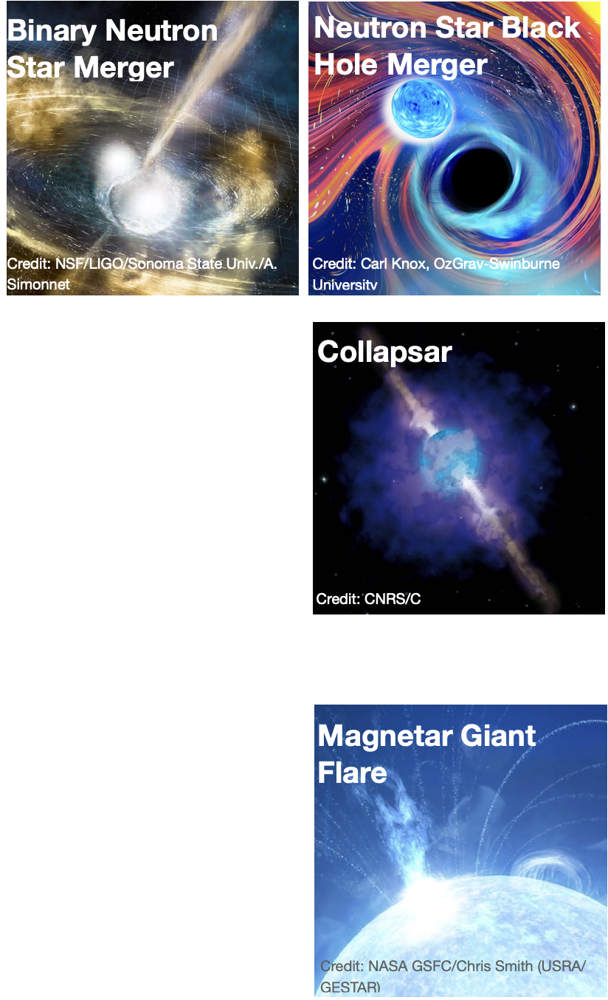 Binary Neutron
Star Merger
Credit: NSF/LIGO/Sonoma State Univ./A.
Simonnet
Neutron Star Black
Hole Merger
Credit: Carl Knox, OzGrav-Swinburne
University
Collapsar
Credit: CNRS/C
Magnetar Giant
Flare
Credit: NASA GSFC/Chris Smith (USRA/
GESTAR)